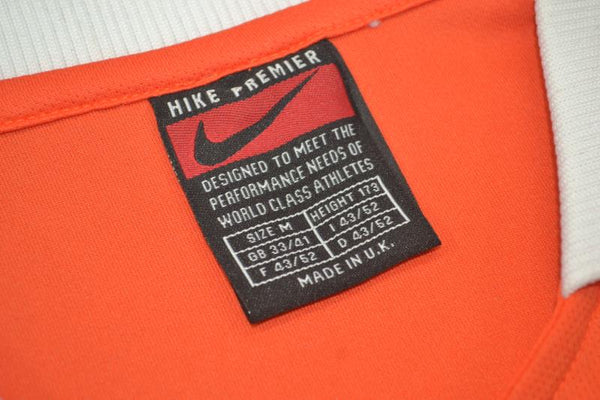 HIKE PREMIER
DESIGNED TO MEET THE
PERFORMANCE NEEDS OF
WORLD CLASS ATHLETES
SIZE M HEIGHT 173
GB 33/41 I 43/52
F 43/52 D 43/52
MADE IN U.K.